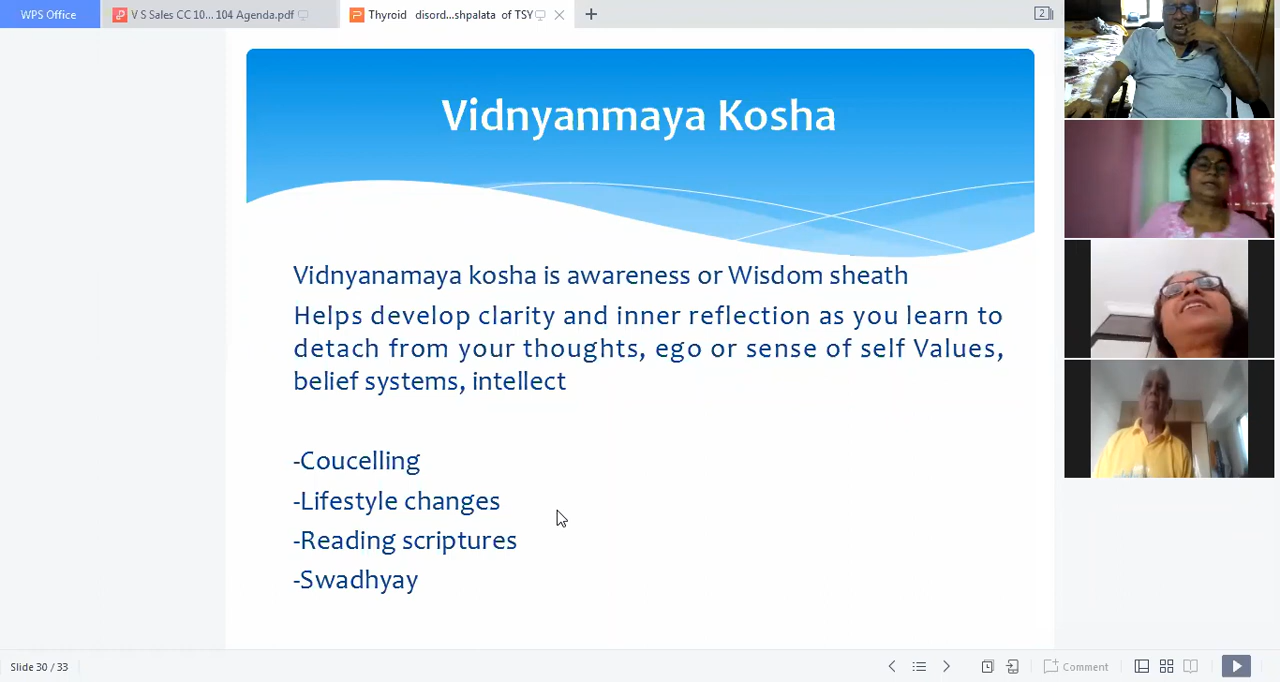 WPS Office
V S Sales CC 10... 104 Agenda.pdf
Thyroid disord...shpalata of TSY
2
Vidnyanmaya Kosha
Vidnyanamaya kosha is awareness or Wisdom sheath
Helps develop clarity and inner reflection as you learn to
detach from your thoughts, ego or sense of self Values,
belief systems, intellect
-Coucelling
-Lifestyle changes
-Reading scriptures
-Swadhyay
Slide 30 / 33
Comment